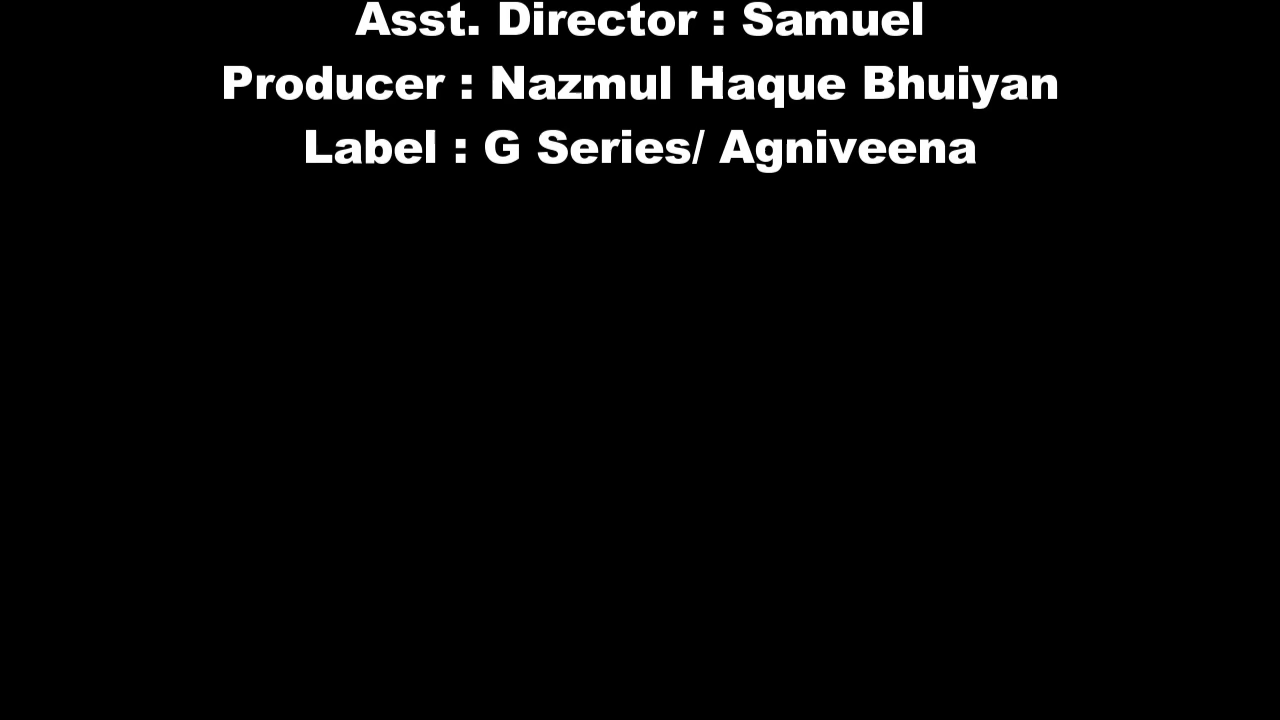 Asst. Director : Samuel
Producer : Nazmul Haque Bhuiyan
Label : G Series/ Agniveena